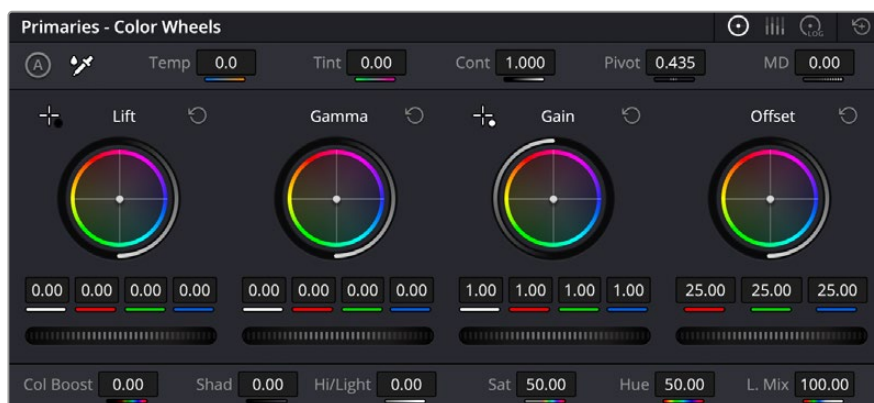 Primaries - Color Wheels
LOG
A Temp 0.0 Tint 0.00 Cont 1.000 Pivot 0.435 MD 0.00
Lift Gamma Gain Offset
0.00 0.00 0.00 0.00 0.00 0.00 0.00 0.00 1.00 1.00 1.00 1.00 25.00 25.00 25.00
Col Boost 0.00 Shad 0.00 Hi/Light 0.00 Sat 50.00 Hue 50.00 L. Mix 100.00